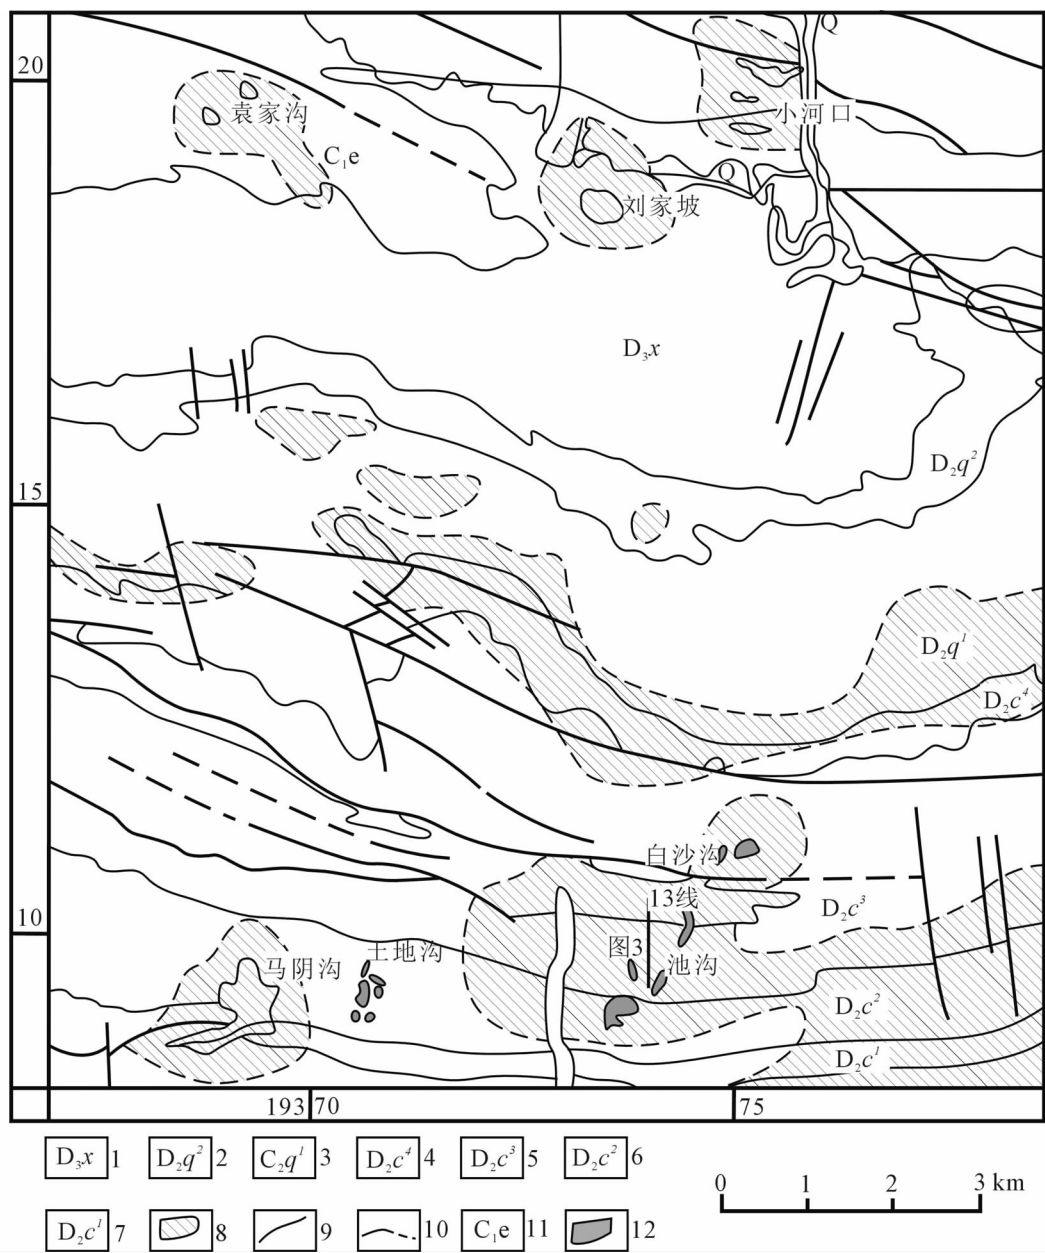 Q
20
袁家沟
小河口
C₁e
Q
刘家坡
D₃x
D₂q²
15
D₂q¹
D₂c⁴
白沙沟
13线
D₂c³
10
土地沟
图3
马阴沟
池沟
D₂c²
D₂c¹
193 70
75
D₃x 1 D₂q² 2 C₂q¹ 3 D₂c⁴ 4 D₂c³ 5 D₂c² 6
0 1 2 3 km
D₂c¹ 7 8 9 10 C₁e 11 12